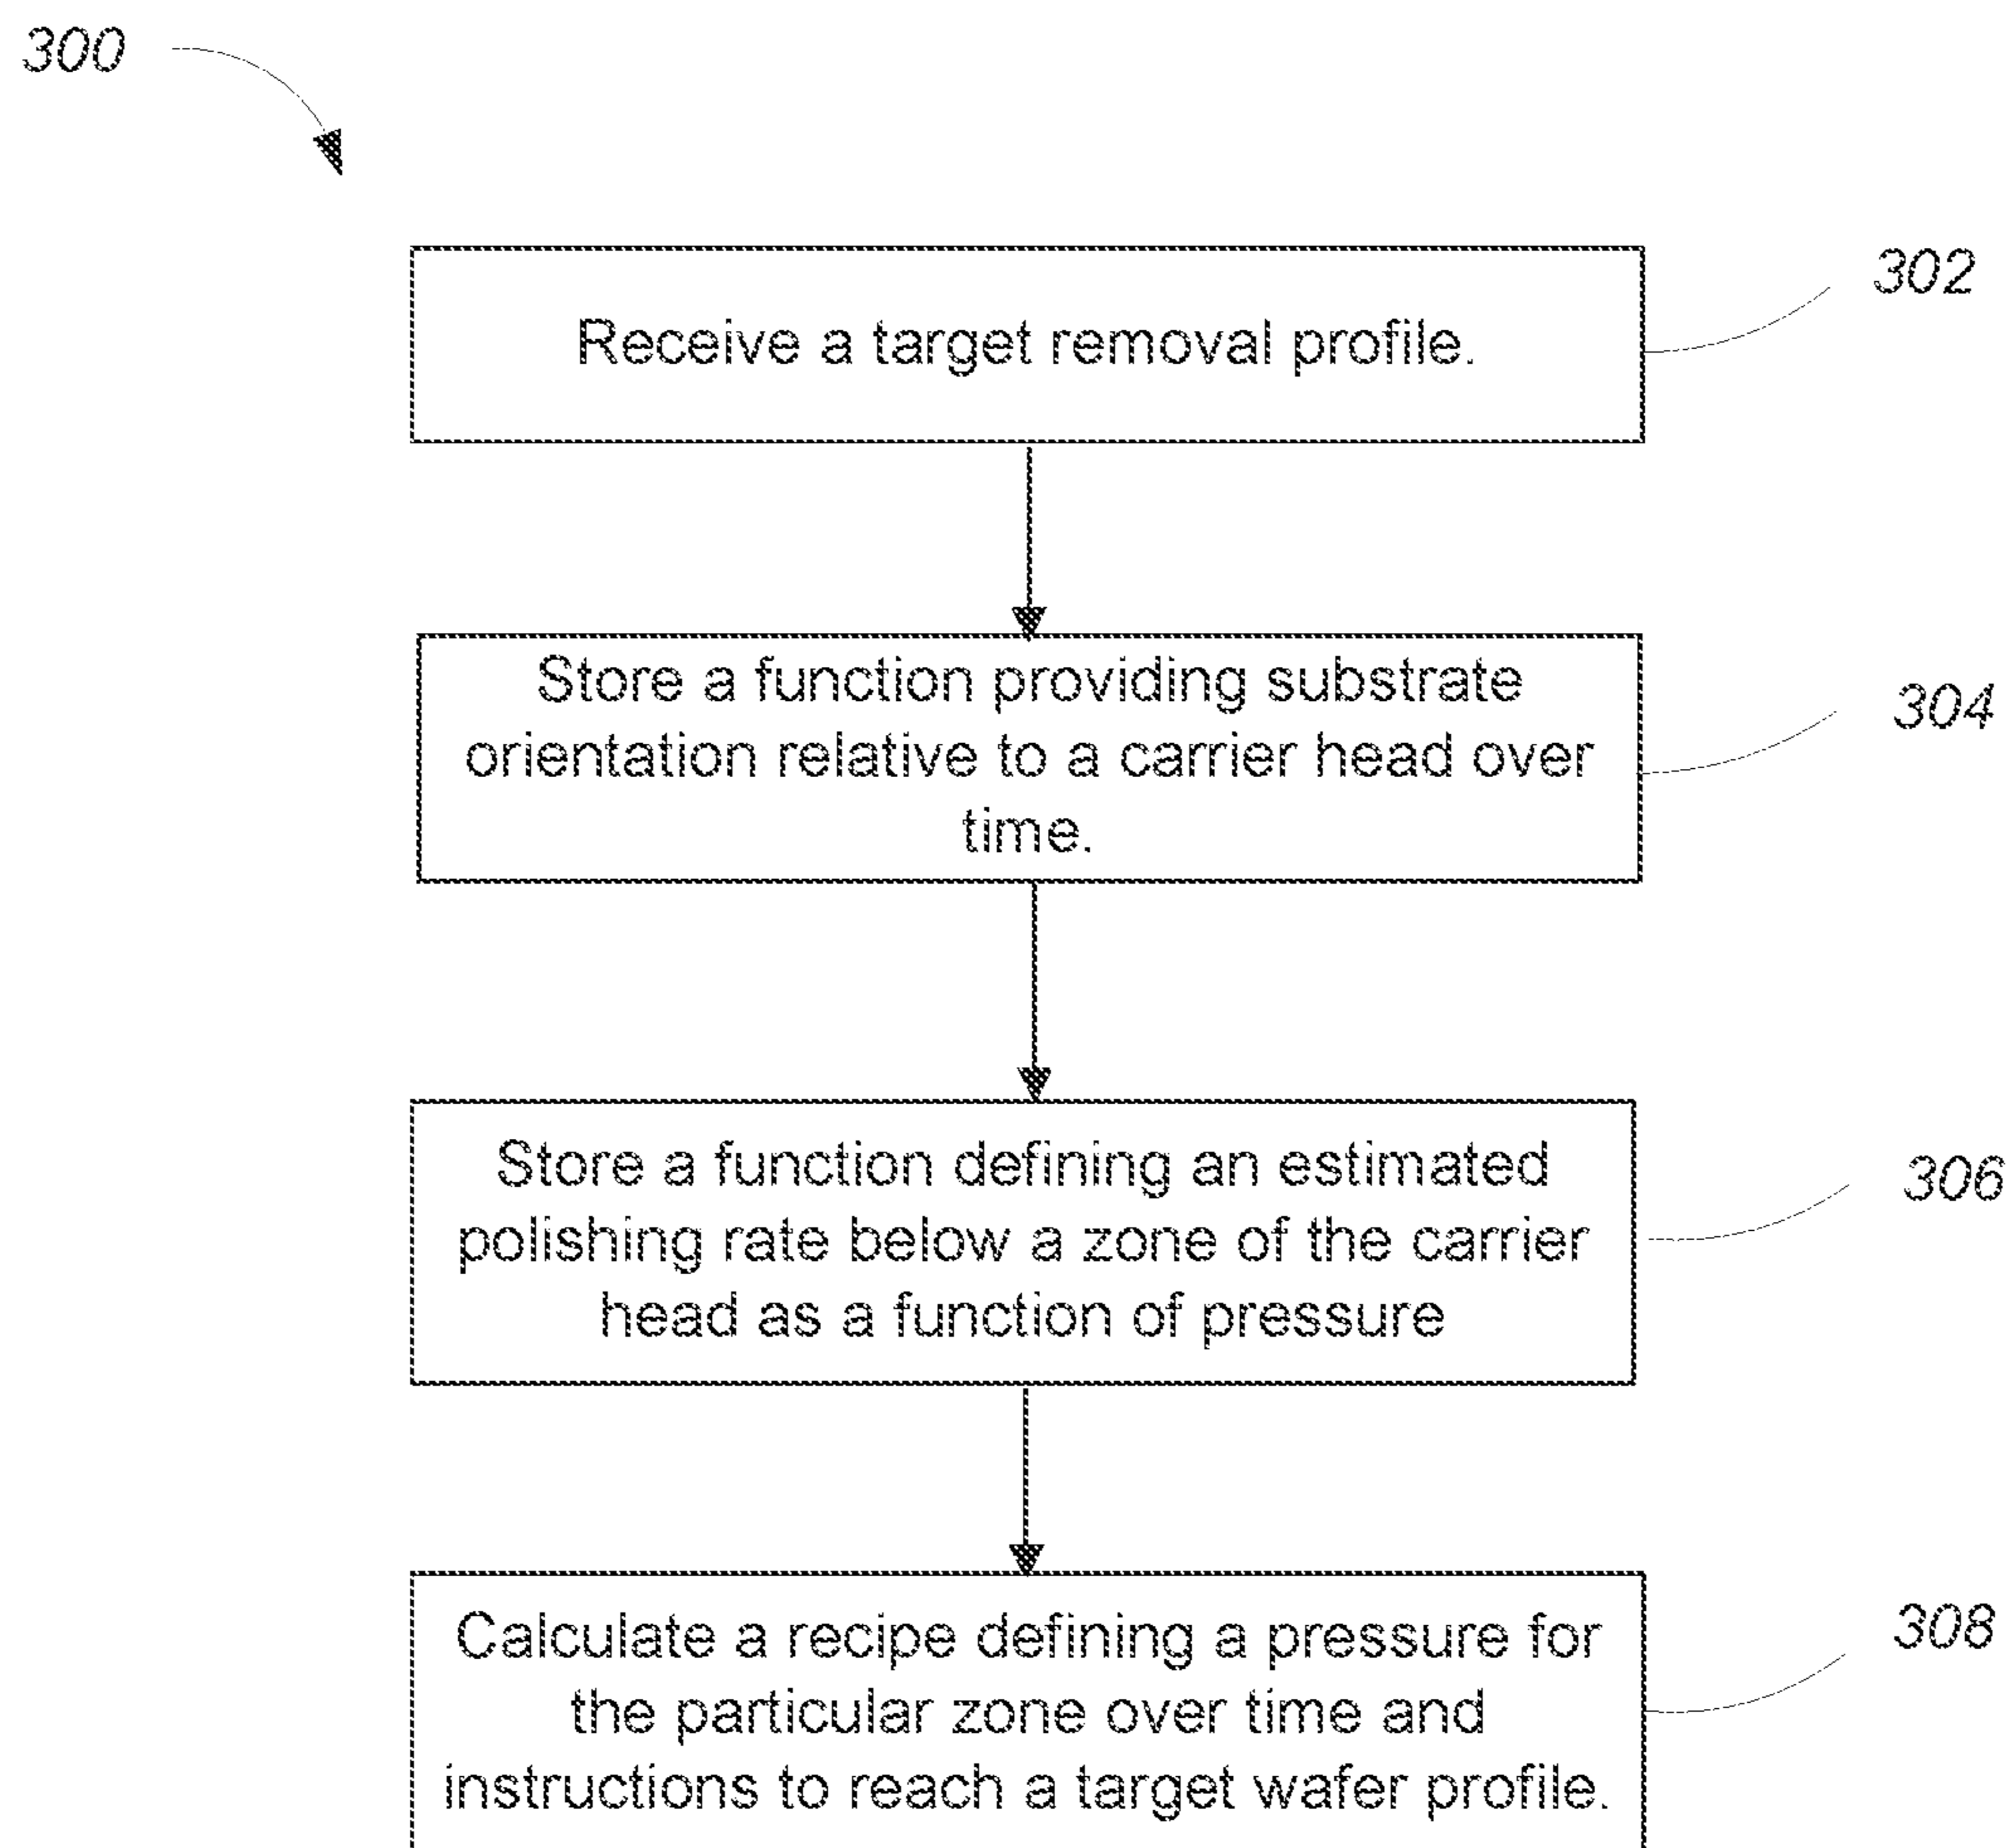 300
302
Receive a target removal profile.
304
Store a function providing substrate
orientation relative to a carrier head over
time.
306
Store a function defining an estimated
polishing rate below a zone of the carrier
head as a function of pressure
308
Calculate a recipe defining a pressure for
the particular zone over time and
instructions to reach a target wafer profile.